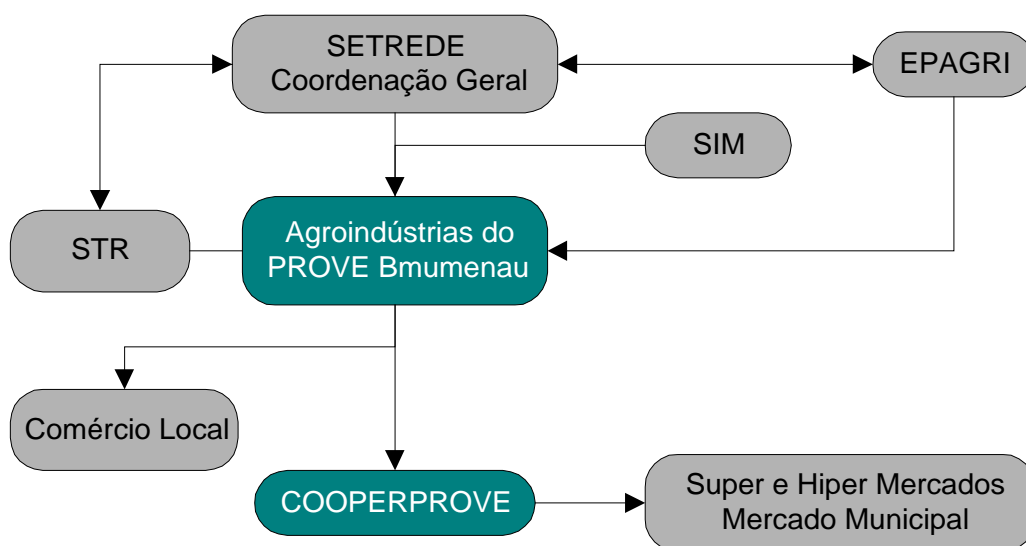 SETREDE
Coordenação Geral
EPAGRI
SIM
STR
Agroindústrias do
PROVE Bmumenau
Comércio Local
COOPERPROVE
Super e Hiper Mercados
Mercado Municipal